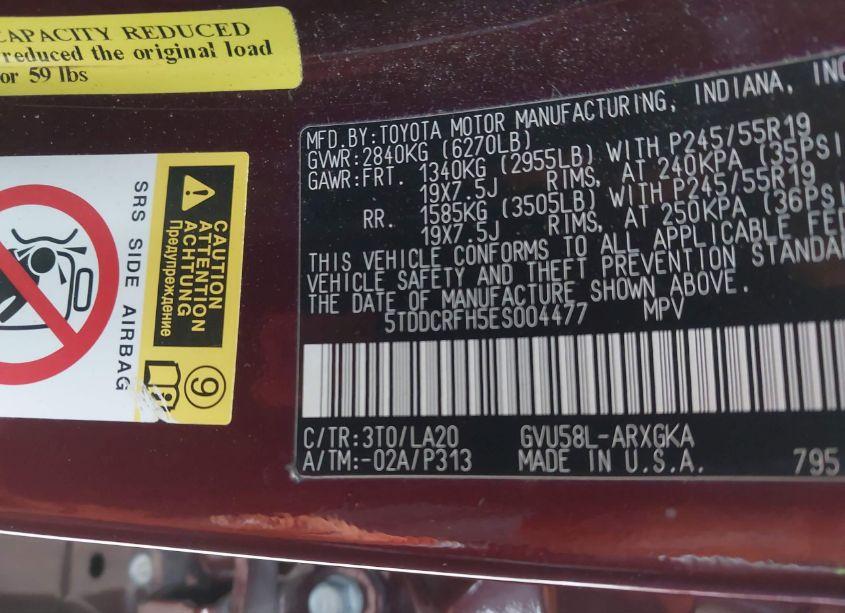 CAPACITY REDUCED
reduced the original load
or 59 lbs
SRS SIDE AIRBAG
CAUTION
ATTENTION
ACHTUNG
Предупреждение
9
MFD.BY:TOYOTA MOTOR MANUFACTURING, INDIANA, INC
GVWR:2840KG (6270LB)
GAWR:FRT. 1340KG (2955LB) WITH P245/55R19
19X7.5J RIMS, AT 240KPA (35PSI
RR. 1585KG (3505LB) WITH P245/55R19
19X7.5J RIMS, AT 250KPA (36PSI
THIS VEHICLE CONFORMS TO ALL APPLICABLE FED
VEHICLE SAFETY AND THEFT PREVENTION STANDA
THE DATE OF MANUFACTURE SHOWN ABOVE.
5TDDCRFH5ES004477 MPV
C/TR:3T0/LA20 GVU58L-ARXGKA
A/TM:-02A/P313 MADE IN U.S.A. 795